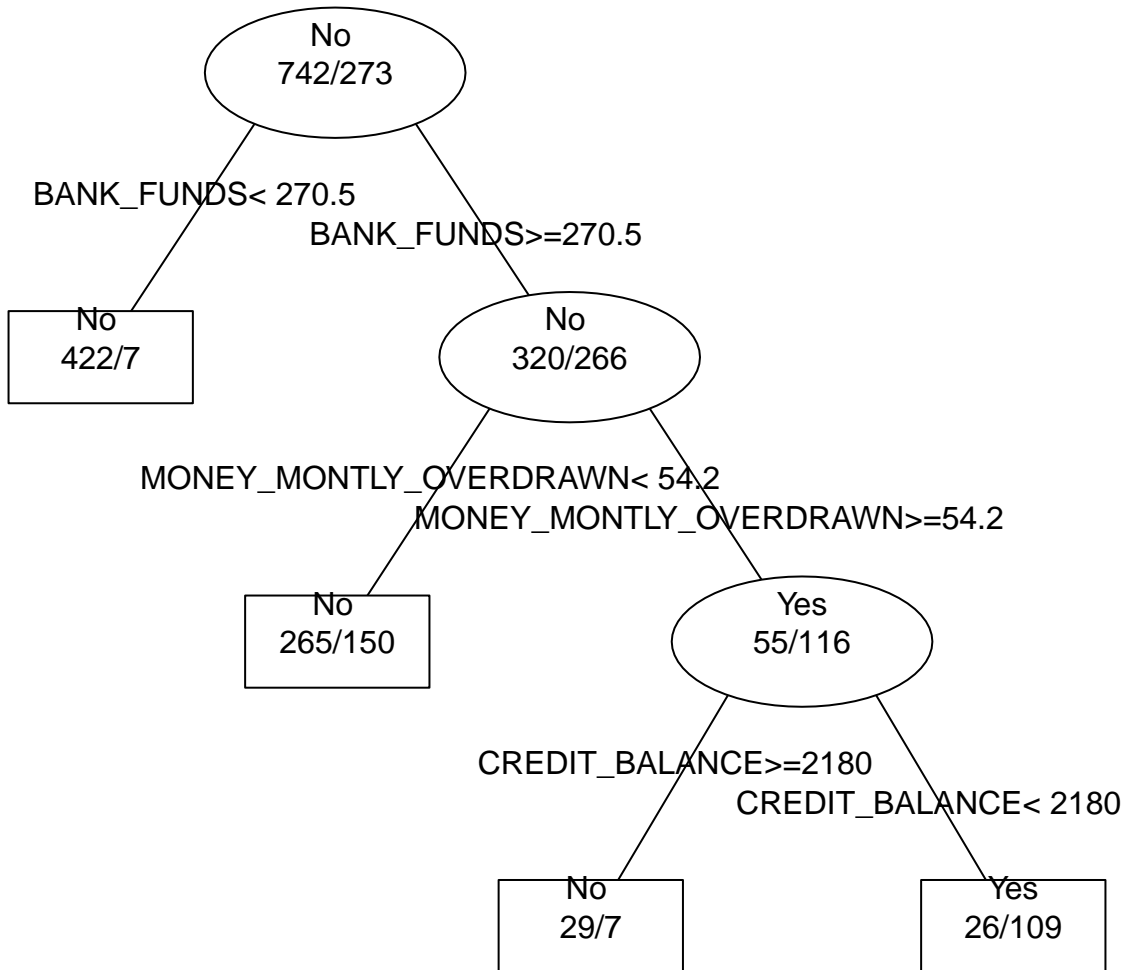 No
742/273
BANK_FUNDS< 270.5
BANK_FUNDS>=270.5
No
422/7
No
320/266
MONEY_MONTLY_OVERDRAWN< 54.2
MONEY_MONTLY_OVERDRAWN>=54.2
No
265/150
Yes
55/116
CREDIT_BALANCE>=2180
CREDIT_BALANCE< 2180
No
29/7
Yes
26/109